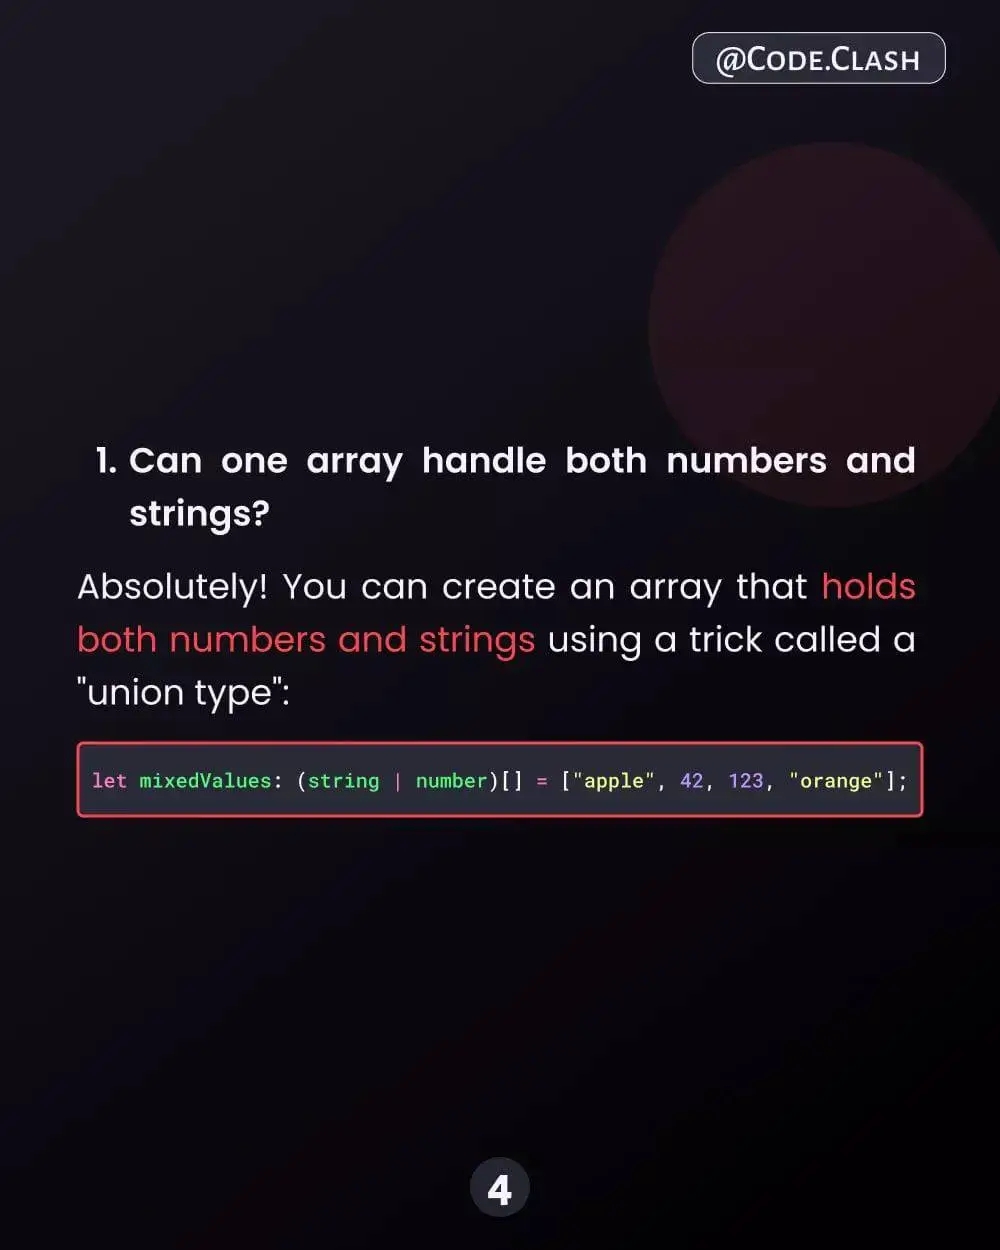 @Code.Clash
1. Can one array handle both numbers and
strings?
Absolutely! You can create an array that holds
both numbers and strings using a trick called a
"union type":
let mixedValues: (string | number)[] = ["apple", 42, 123, "orange"];
4